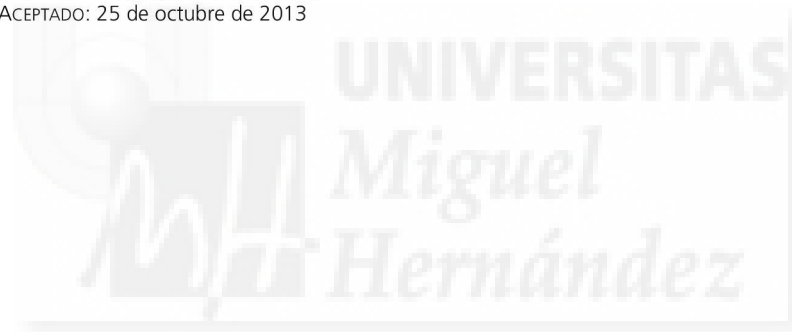 ACEPTADO: 25 de octubre de 2013
UNIVERSITAS
Miguel
Hernández